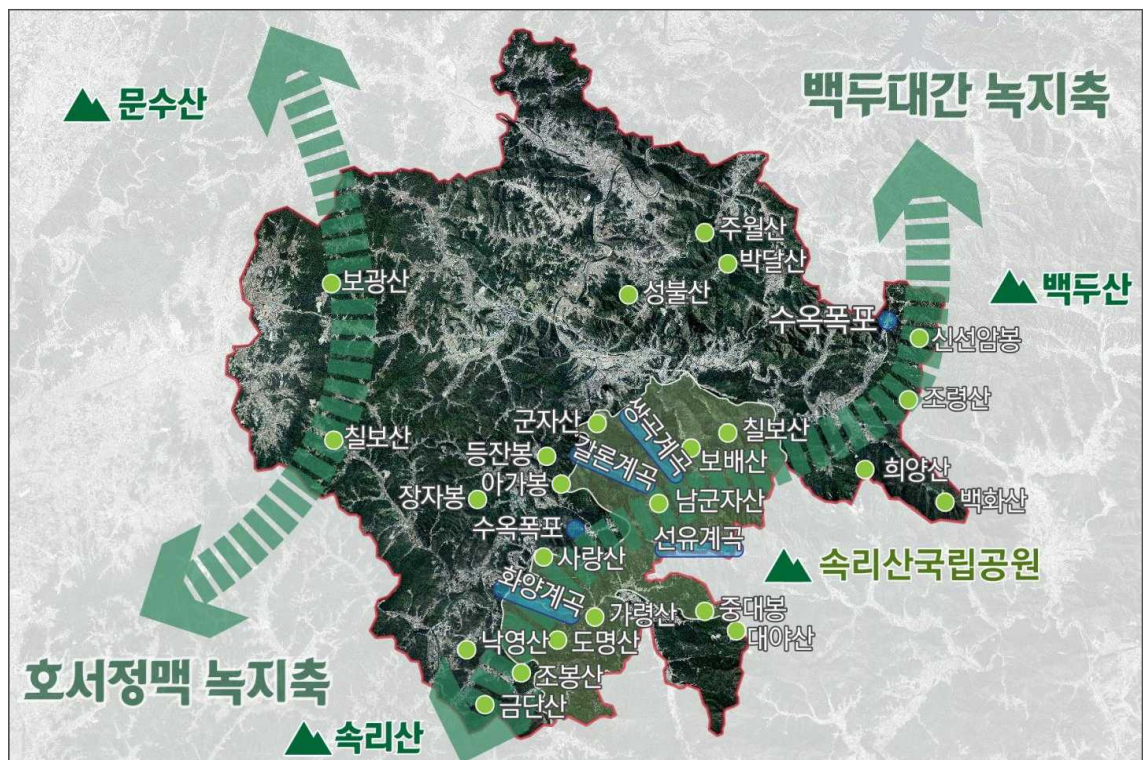 문수산
백두대간 녹지축
주월산
박달산
보광산
성불산
백두산
수옥폭포
신선암봉
조령산
군자산
쌍곡계곡
칠보산
칠보산
등잔봉
갈론계곡
보배산
희양산
아가봉
장자봉
남군자산
백화산
수옥폭포
선유계곡
사랑산
속리산국립공원
화양계곡
가령산
중대봉
대야산
낙영산
도명산
호서정맥 녹지축
조봉산
금단산
속리산